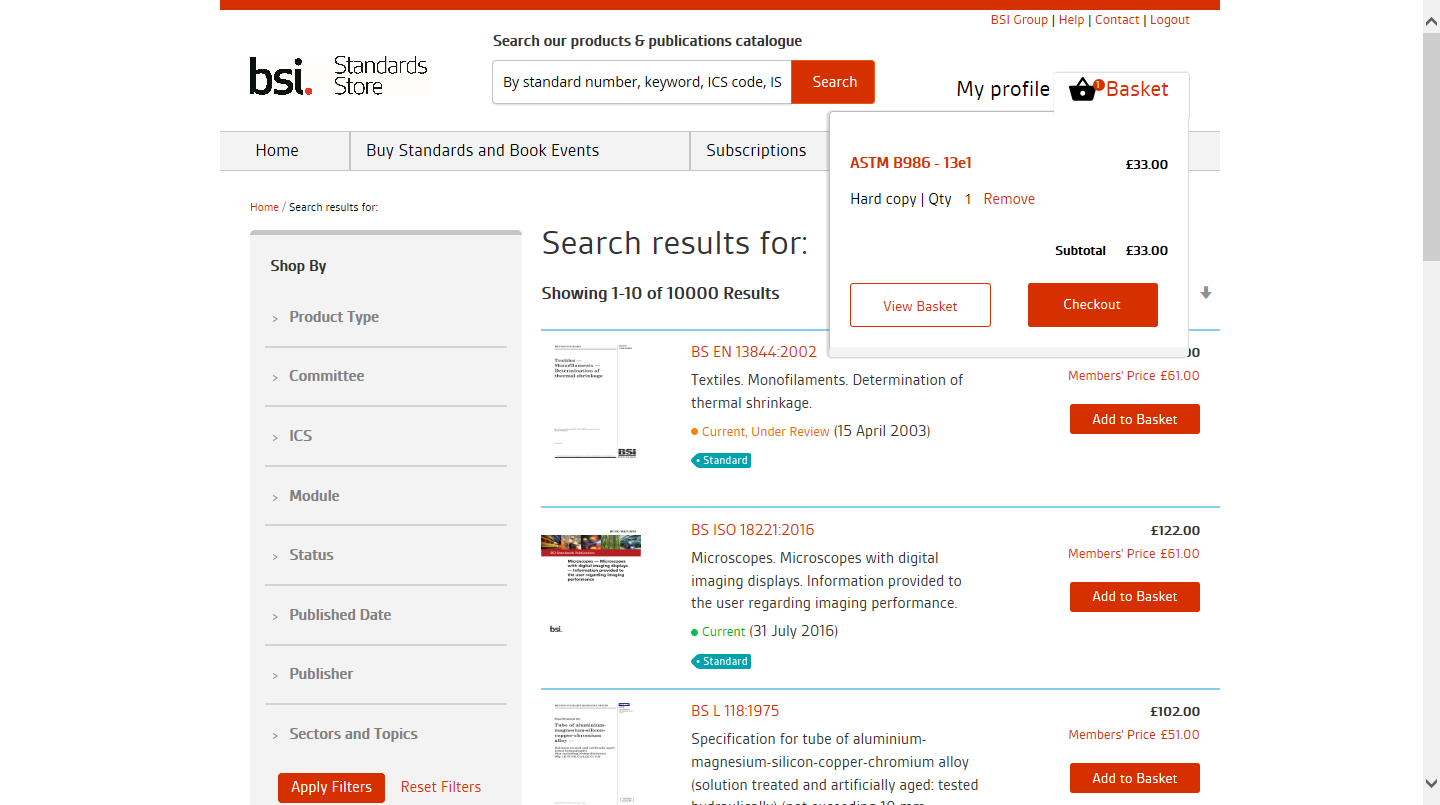 BSI Group | Help | Contact | Logout
Search our products & publications catalogue
bsi. Standards Store
By standard number, keyword, ICS code, IS
Search
My profile
1
Basket
Home
Buy Standards and Book Events
Subscriptions
ASTM B986 - 13e1
£33.00
Hard copy | Qty 1 Remove
Subtotal £33.00
View Basket
Checkout
Home / Search results for:
Shop By
> Product Type
> Committee
> ICS
> Module
> Status
> Published Date
> Publisher
> Sectors and Topics
Apply Filters
Reset Filters
Search results for:
Showing 1-10 of 10000 Results
Textiles —
Monofilaments —
Determination of
thermal shrinkage
BSi
BS EN 13844:2002
Textiles. Monofilaments. Determination of
thermal shrinkage.
Current, Under Review (15 April 2003)
Standard
00
Members' Price £61.00
Add to Basket
Microscopes — Microscopes
with digital imaging displays
— Information provided to
the user regarding imaging
performance
bsi.
BS ISO 18221:2016
Microscopes. Microscopes with digital
imaging displays. Information provided to
the user regarding imaging performance.
Current (31 July 2016)
Standard
£122.00
Members' Price £61.00
Add to Basket
Tube of aluminium-
magnesium-silicon-
copper-chromium
alloy —
BS L 118:1975
Specification for tube of aluminium-
magnesium-silicon-copper-chromium alloy
(solution treated and artificially aged: tested
hydraulically) (not exceeding 10 mm
£102.00
Members' Price £51.00
Add to Basket